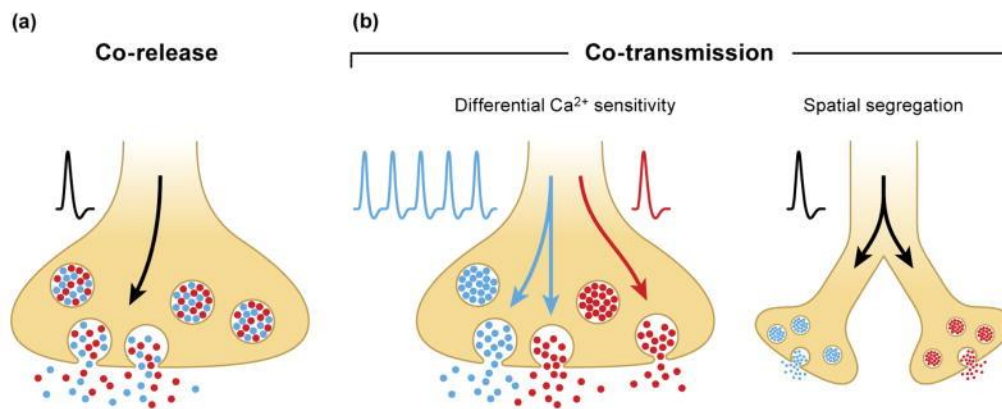 (a)
Co-release
(b)
Co-transmission
Differential Ca²⁺ sensitivity
Spatial segregation